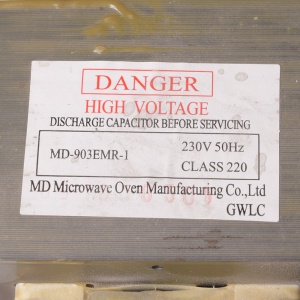 DANGER
HIGH VOLTAGE
DISCHARGE CAPACITOR BEFORE SERVICING
MD-903EMR-1
230V 50Hz
CLASS 220
MD Microwave Oven Manufacturing Co.,Ltd
GWLC